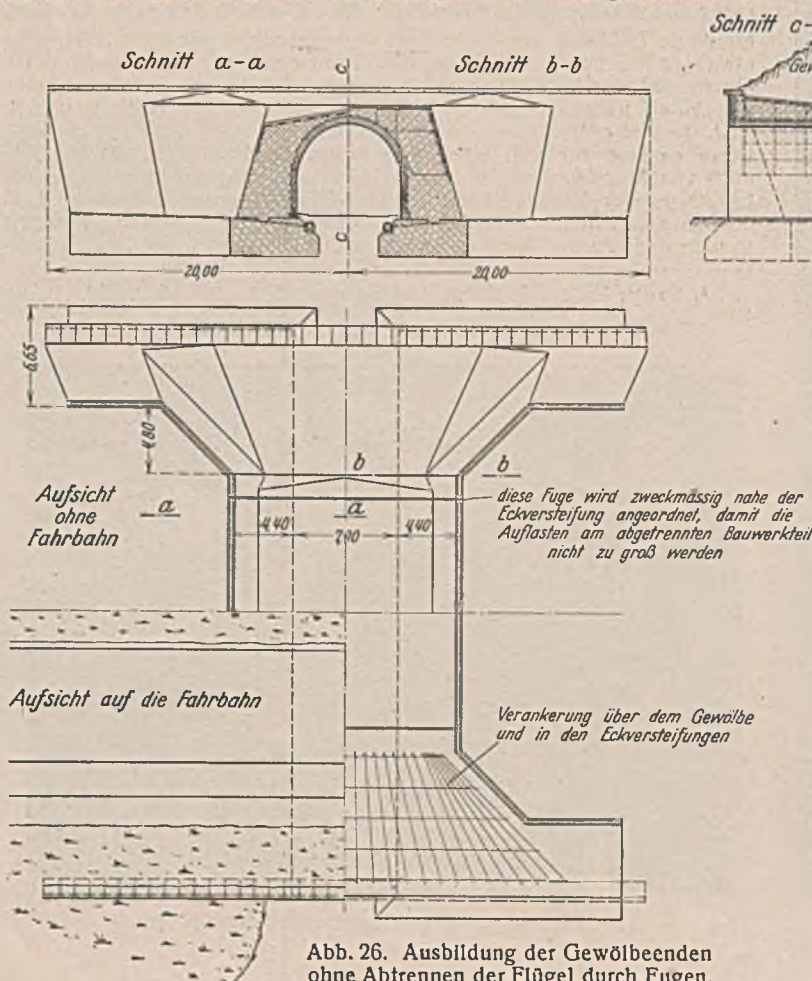 Schnitt a-a
Schnitt b-b
Schnitt c-
Gew
c
c
20,00
20,00
6,65
4,80
b
b
a
a
4,40
4,40
Aufsicht
ohne
Fahrbahn
diese Fuge wird zweckmässig nahe der
Eckversteifung angeordnet, damit die
Auflasten am abgetrennten Bauwerkteil
nicht zu groß werden
Aufsicht auf die Fahrbahn
Verankerung über dem Gewölbe
und in den Eckversteifungen
Abb. 26. Ausbildung der Gewölbeenden
ohne Abtrennen der Flügel durch Fugen.